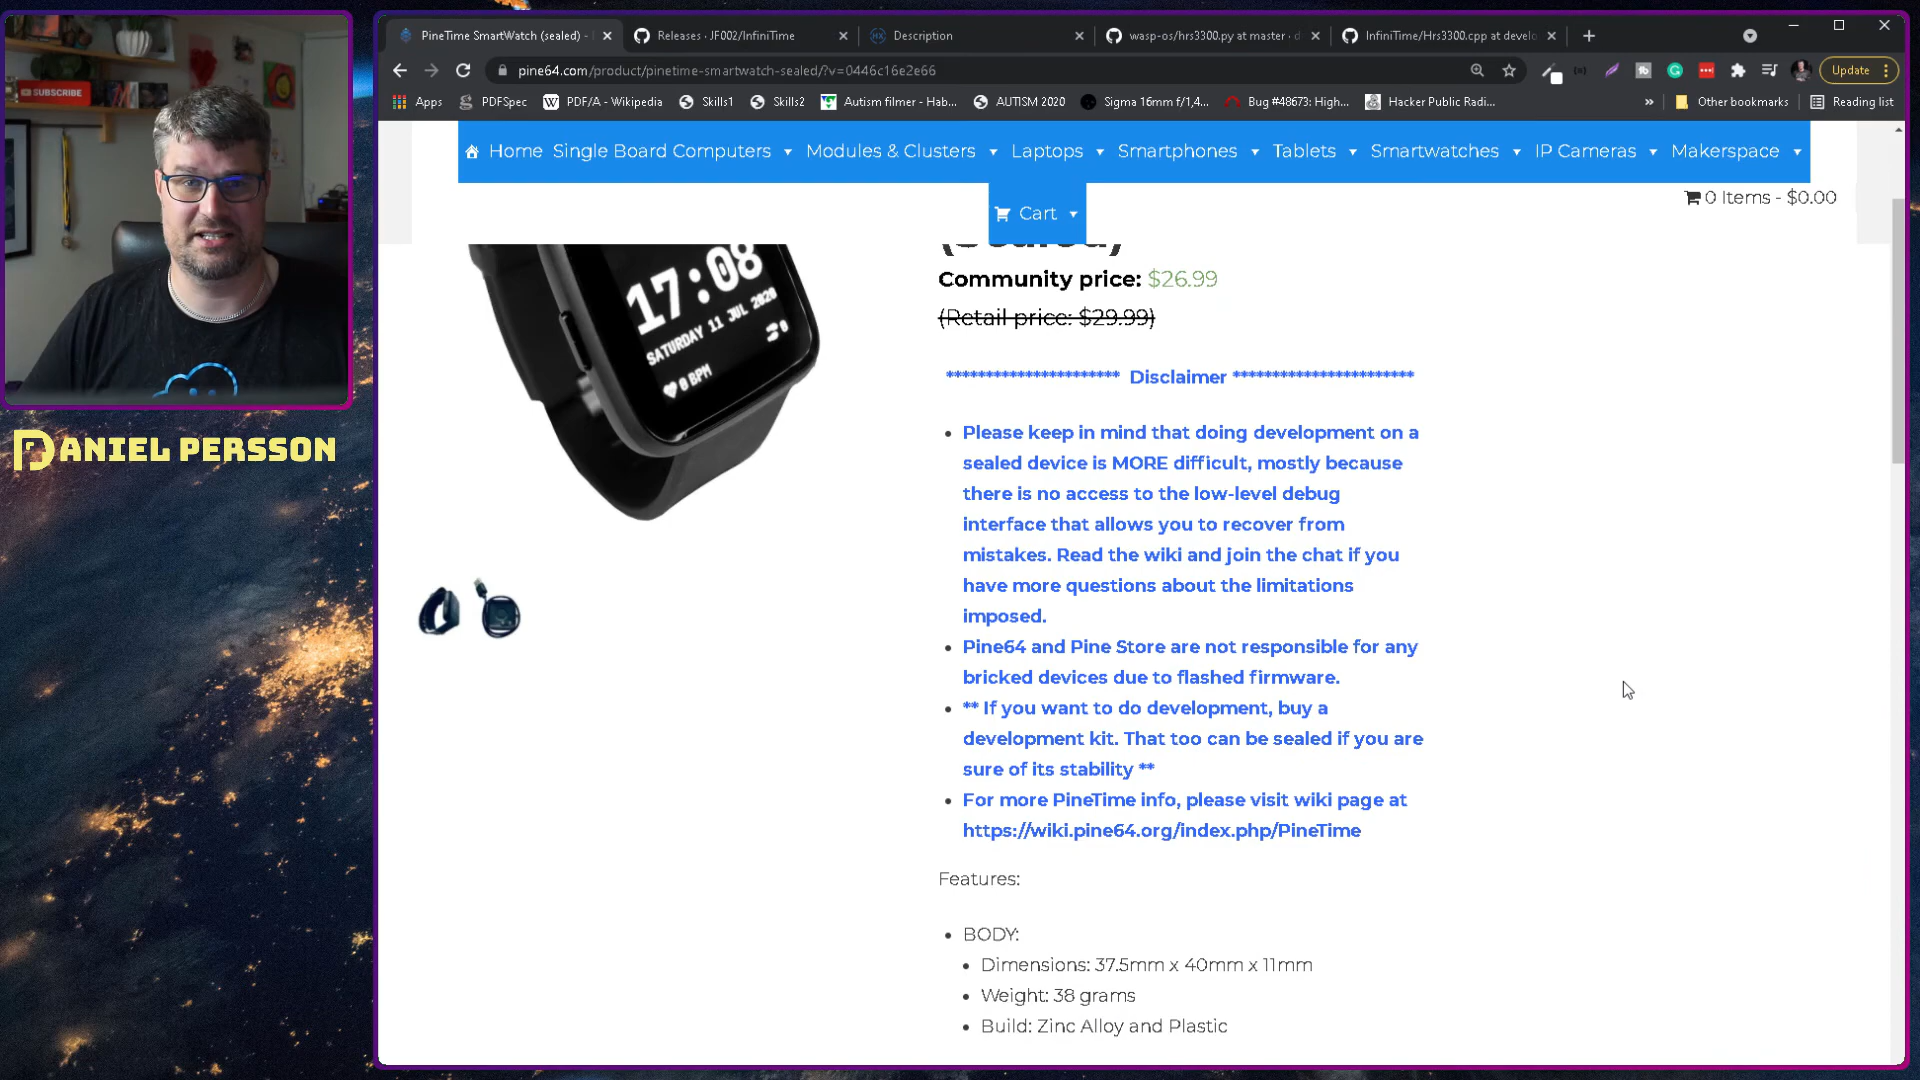 PineTime SmartWatch (sealed) -
Releases · JF002/InfiniTime
Description
wasp-os/hrs3300.py at master · d
InfiniTime/Hrs3300.cpp at develo
pine64.com/product/pinetime-smartwatch-sealed/?v=0446c16e2e66
Update
Apps
PDFSpec
PDF/A - Wikipedia
Skills1
Skills2
Autism filmer - Hab...
AUTISM 2020
Sigma 16mm f/1,4...
Bug #48673: High...
Hacker Public Radi...
»
Other bookmarks
Reading list
SUBSCRIBE
Home
Single Board Computers
Modules & Clusters
Laptops
Smartphones
Tablets
Smartwatches
IP Cameras
Makerspace
Cart
0 Items - $0.00
(Sealed)
17:08
SATURDAY 11 JUL 2020
0
0 BPM
Community price: $26.99
(Retail price: $29.99)
********************** Disclaimer ***********************
• Please keep in mind that doing development on a
sealed device is MORE difficult, mostly because
there is no access to the low-level debug
interface that allows you to recover from
mistakes. Read the wiki and join the chat if you
have more questions about the limitations
imposed.
• Pine64 and Pine Store are not responsible for any
bricked devices due to flashed firmware.
• ** If you want to do development, buy a
development kit. That too can be sealed if you are
sure of its stability **
• For more PineTime info, please visit wiki page at
https://wiki.pine64.org/index.php/PineTime
Features:
• BODY:
• Dimensions: 37.5mm x 40mm x 11mm
• Weight: 38 grams
• Build: Zinc Alloy and Plastic
DANIEL PERSSON